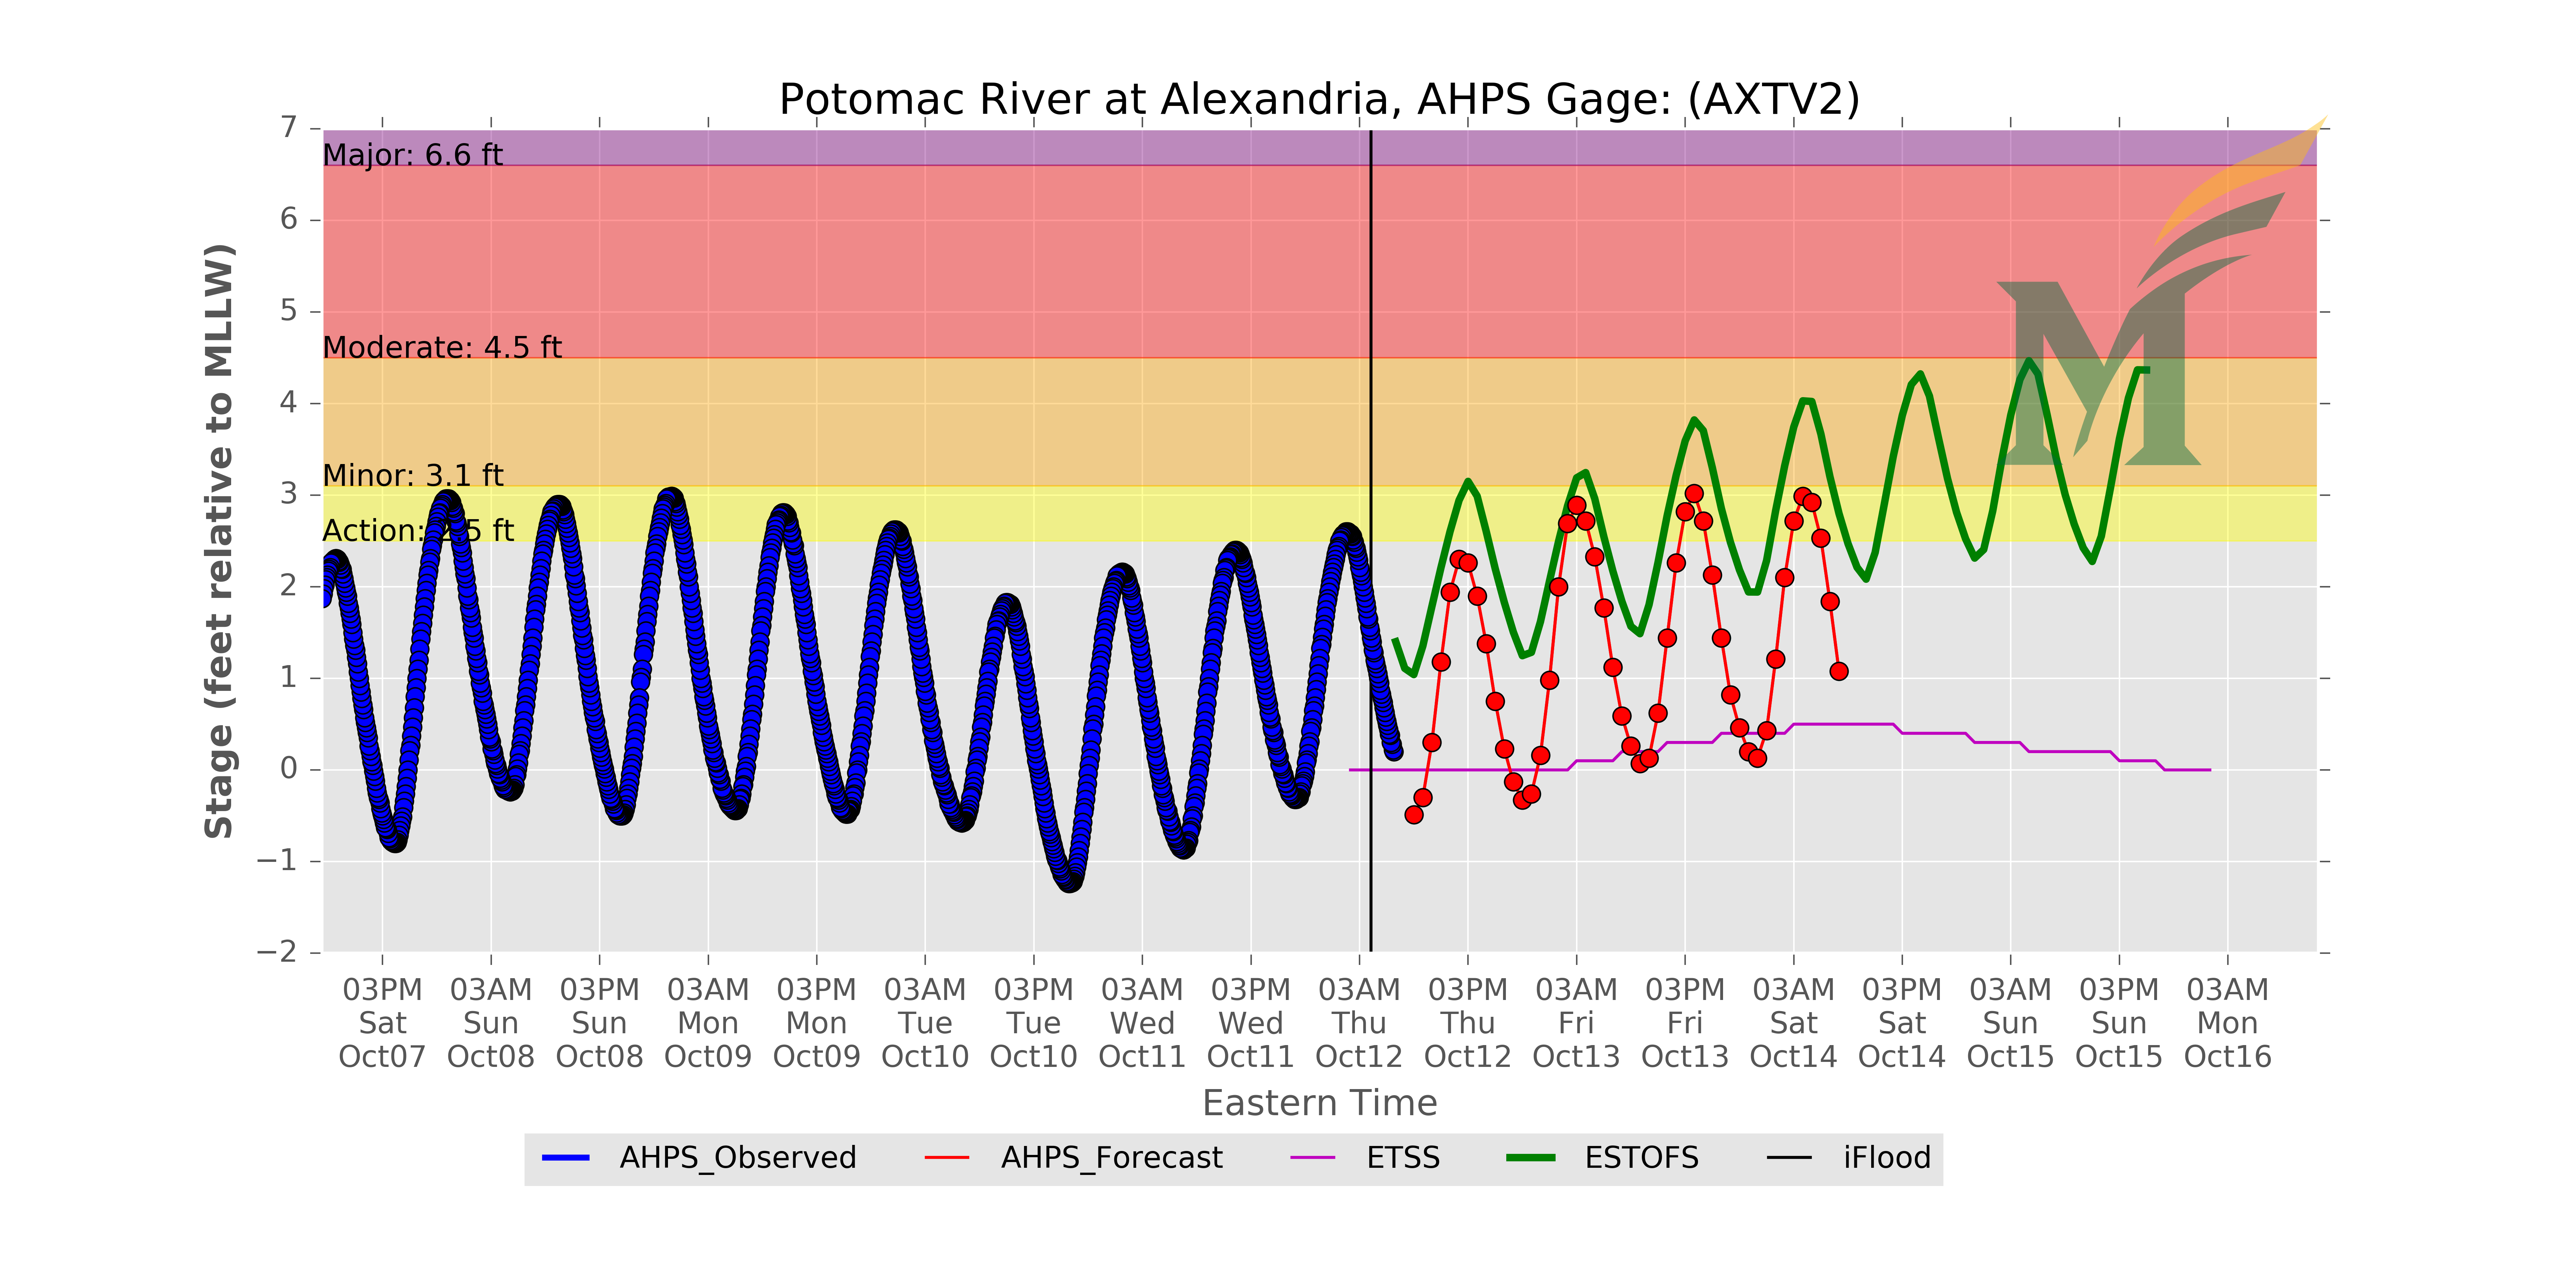 Potomac River at Alexandria, AHPS Gage: (AXTV2)
Stage (feet relative to MLLW)
7
6
5
4
3
2
1
0
−1
−2
Major: 6.6 ft
Moderate: 4.5 ft
Minor: 3.1 ft
Action: 2.5 ft
M
03PM 03AM 03PM 03AM 03PM 03AM 03PM 03AM 03PM 03AM 03PM 03AM 03PM 03AM 03PM 03AM 03PM 03AM
Sat Sun Sun Mon Mon Tue Tue Wed Wed Thu Thu Fri Fri Sat Sat Sun Sun Mon
Oct07 Oct08 Oct08 Oct09 Oct09 Oct10 Oct10 Oct11 Oct11 Oct12 Oct12 Oct13 Oct13 Oct14 Oct14 Oct15 Oct15 Oct16
Eastern Time
AHPS_Observed AHPS_Forecast ETSS ESTOFS iFlood